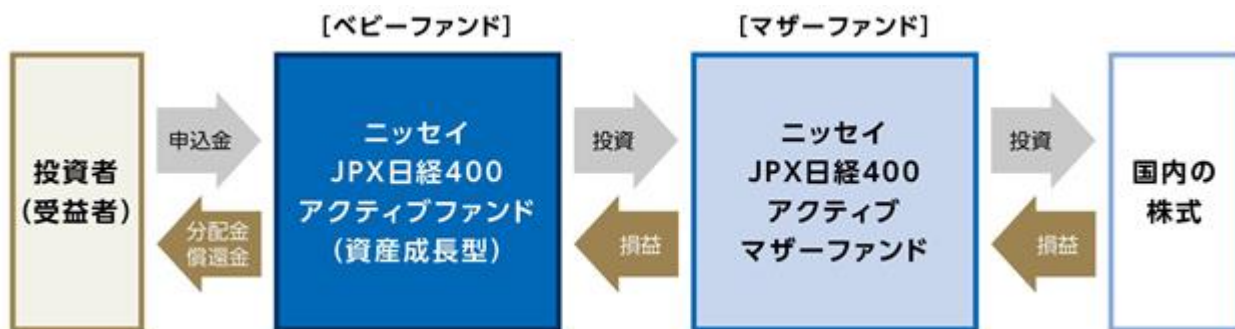 [ベビーファンド]
[マザーファンド]
投資者
(受益者)
申込金
分配金
償還金
ニッセイ
JPX日経400
アクティブファンド
(資産成長型)
投資
損益
ニッセイ
JPX日経400
アクティブ
マザーファンド
投資
損益
国内の
株式